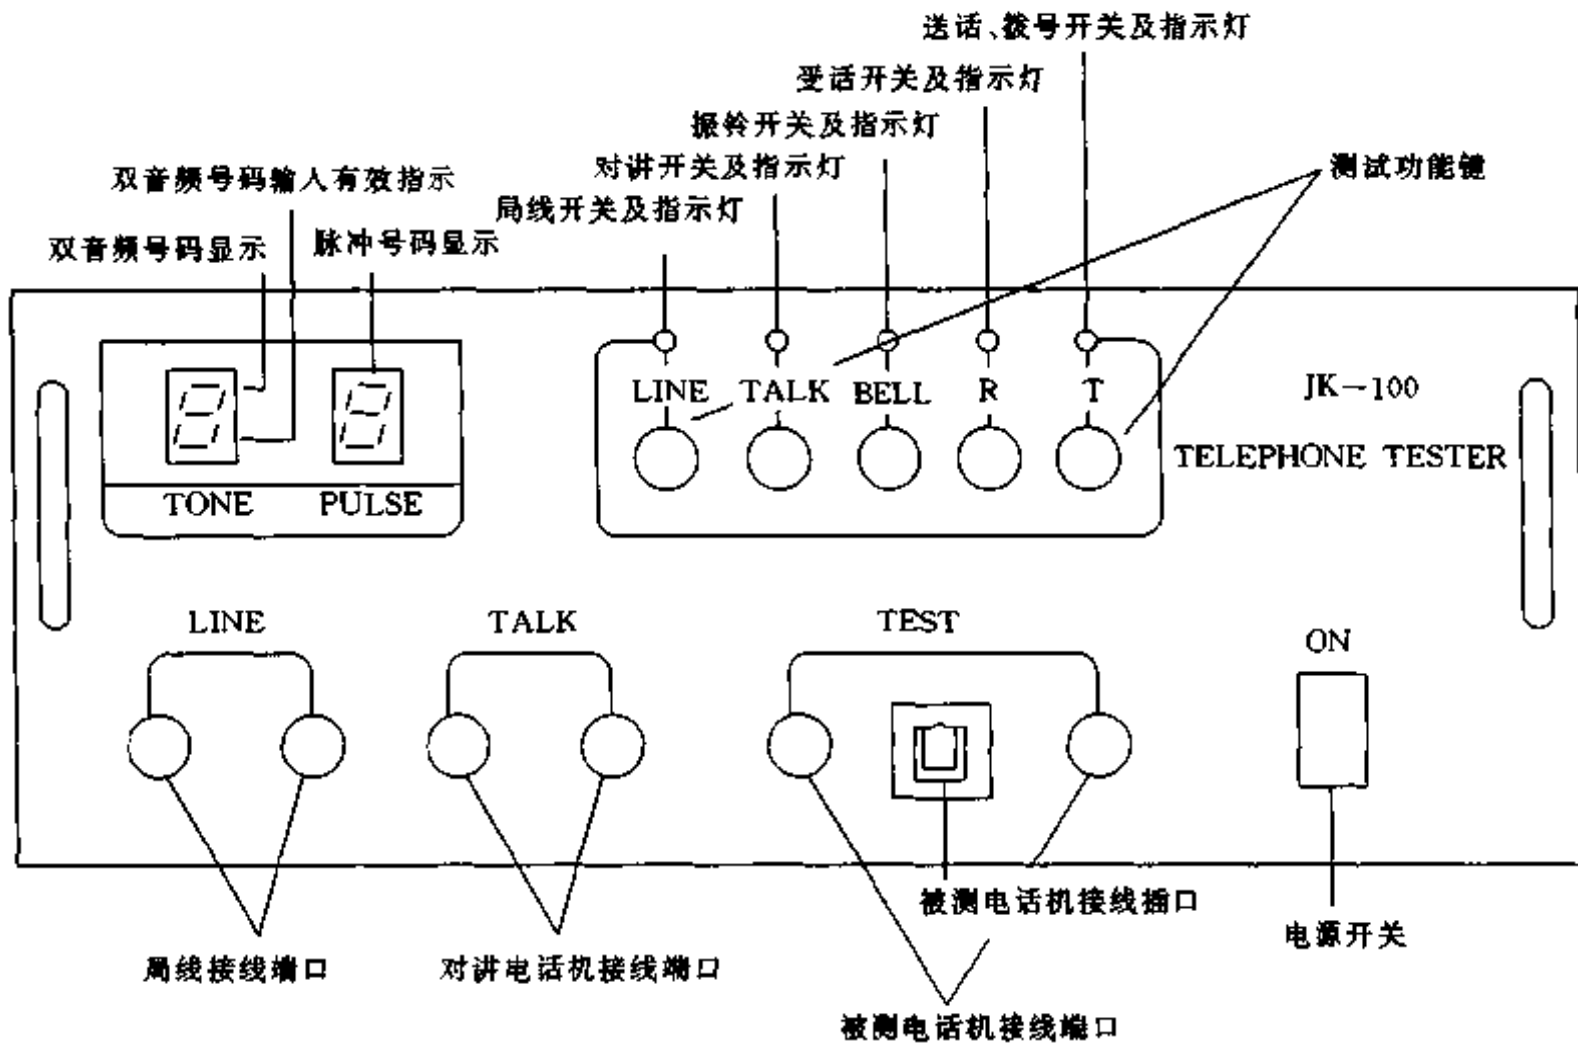 送话、拨号开关及指示灯
受话开关及指示灯
振铃开关及指示灯
对讲开关及指示灯
测试功能键
双音频号码输人有效指示
局线开关及指示灯
双音频号码显示
脉冲号码显示
LINE TALK BELL R T
JK-100
TELEPHONE TESTER
TONE PULSE
LINE
TALK
TEST
ON
被测电话机接线插口
电源开关
局线接线端口
对讲电话机接线端口
被测电话机接线端口